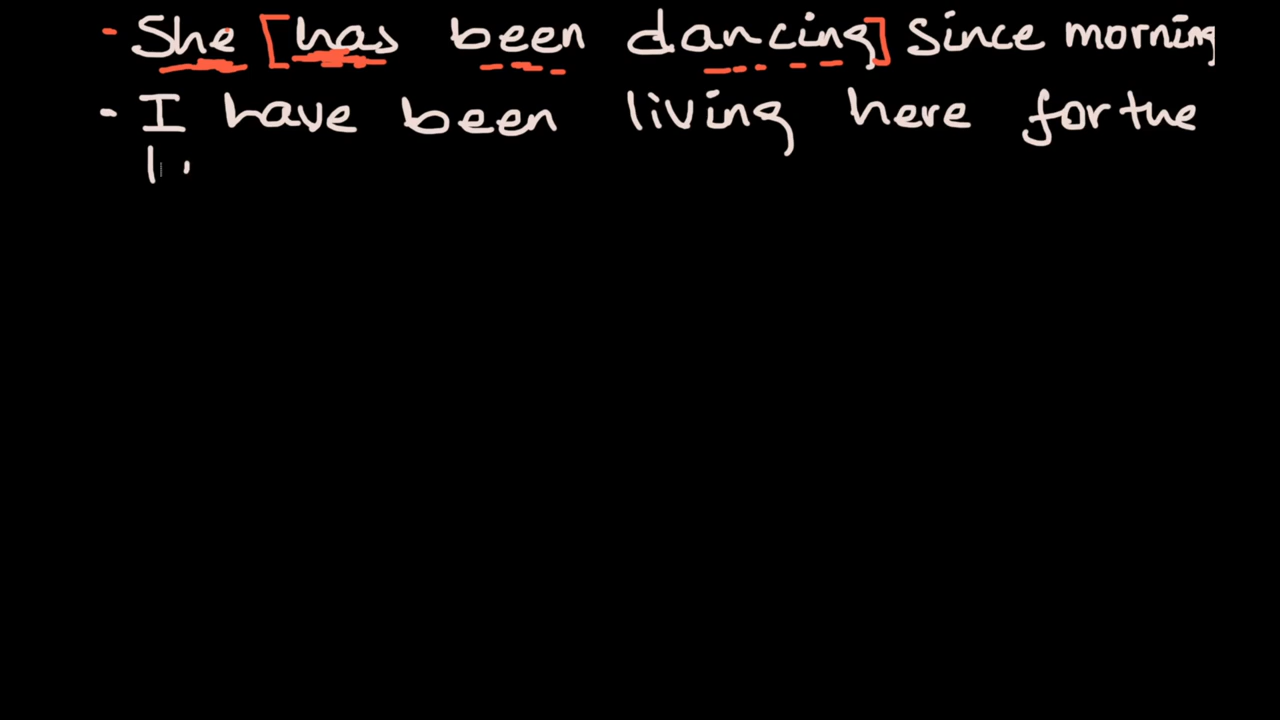 - She [has been dancing] since morning
- I have been living here for the